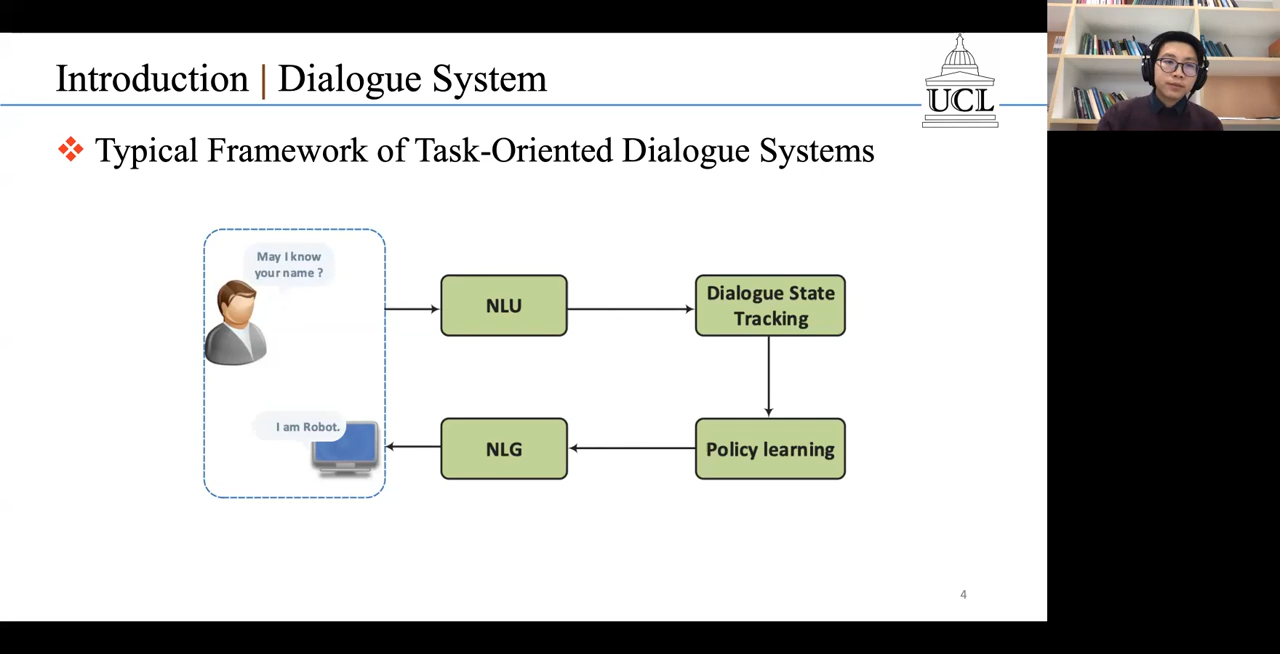 Introduction | Dialogue System
UCL
❖ Typical Framework of Task-Oriented Dialogue Systems
May I know
your name ?
NLU
Dialogue State
Tracking
I am Robot.
NLG
Policy learning
4